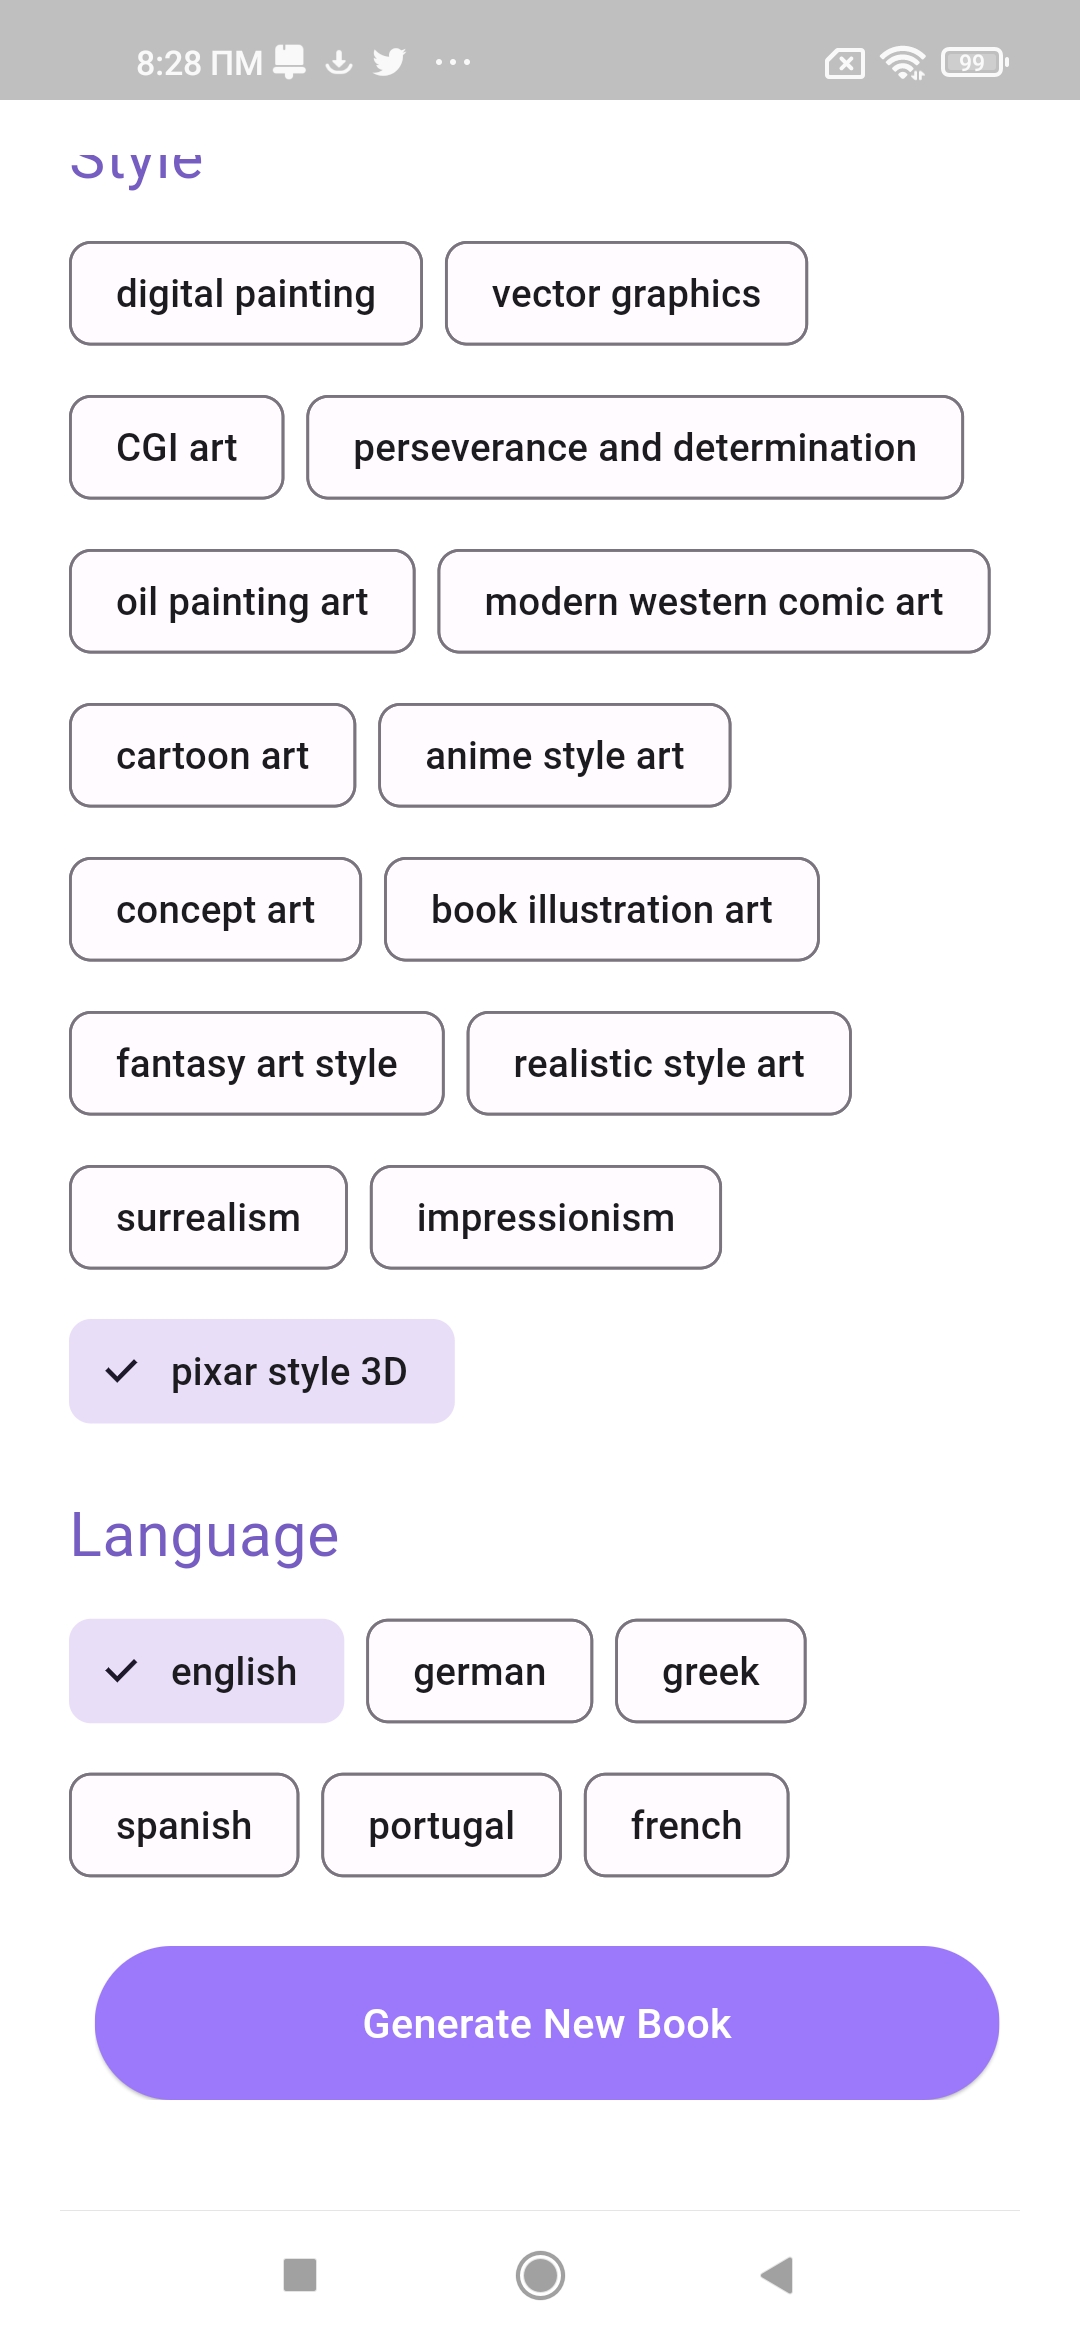 8:28 ΠΜ 99
Style
digital painting vector graphics
CGI art perseverance and determination
oil painting art modern western comic art
cartoon art anime style art
concept art book illustration art
fantasy art style realistic style art
surrealism impressionism
pixar style 3D
Language
english german greek
spanish portugal french
Generate New Book